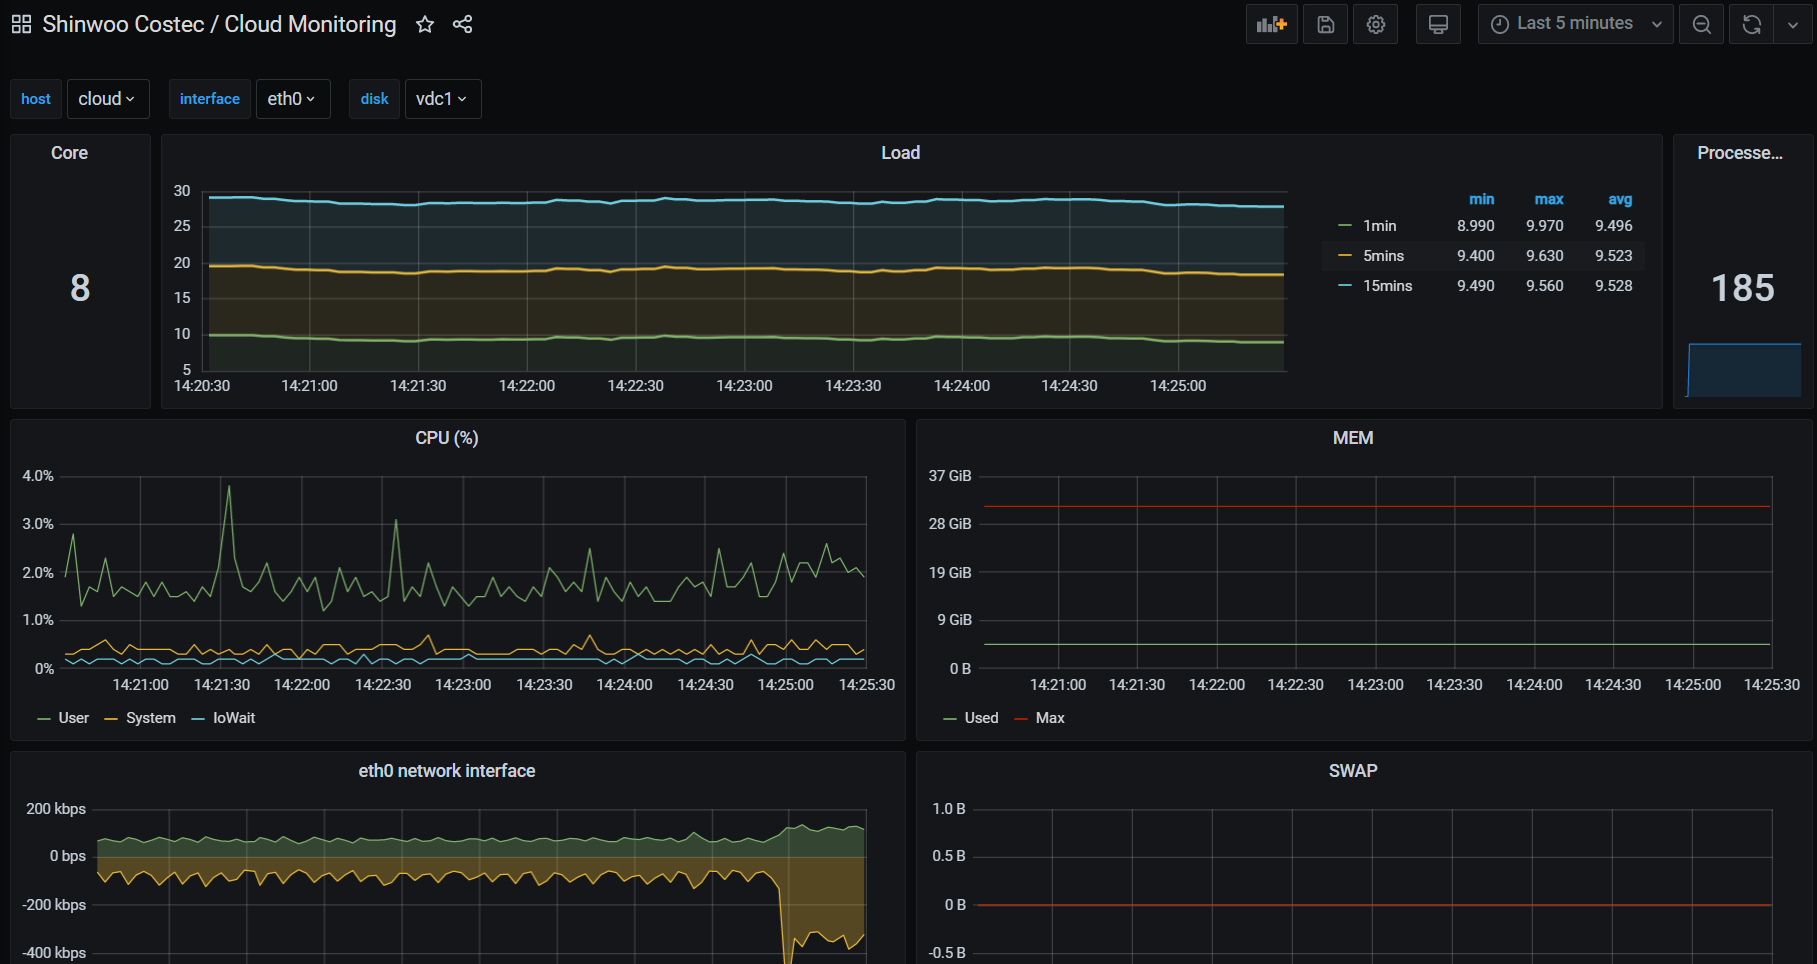 Shinwoo Costec / Cloud Monitoring
Last 5 minutes
host cloud interface eth0 disk vdc1
Core
8
Load
30
25
20
15
10
5
14:20:30 14:21:00 14:21:30 14:22:00 14:22:30 14:23:00 14:23:30 14:24:00 14:24:30 14:25:00
min max avg
1min 8.990 9.970 9.496
5mins 9.400 9.630 9.523
15mins 9.490 9.560 9.528
Processe...
185
CPU (%)
4.0%
3.0%
2.0%
1.0%
0%
14:21:00 14:21:30 14:22:00 14:22:30 14:23:00 14:23:30 14:24:00 14:24:30 14:25:00 14:25:30
User System IoWait
MEM
37 GiB
28 GiB
19 GiB
9 GiB
0 B
14:21:00 14:21:30 14:22:00 14:22:30 14:23:00 14:23:30 14:24:00 14:24:30 14:25:00 14:25:30
Used Max
eth0 network interface
200 kbps
0 bps
-200 kbps
-400 kbps
SWAP
1.0 B
0.5 B
0 B
-0.5 B